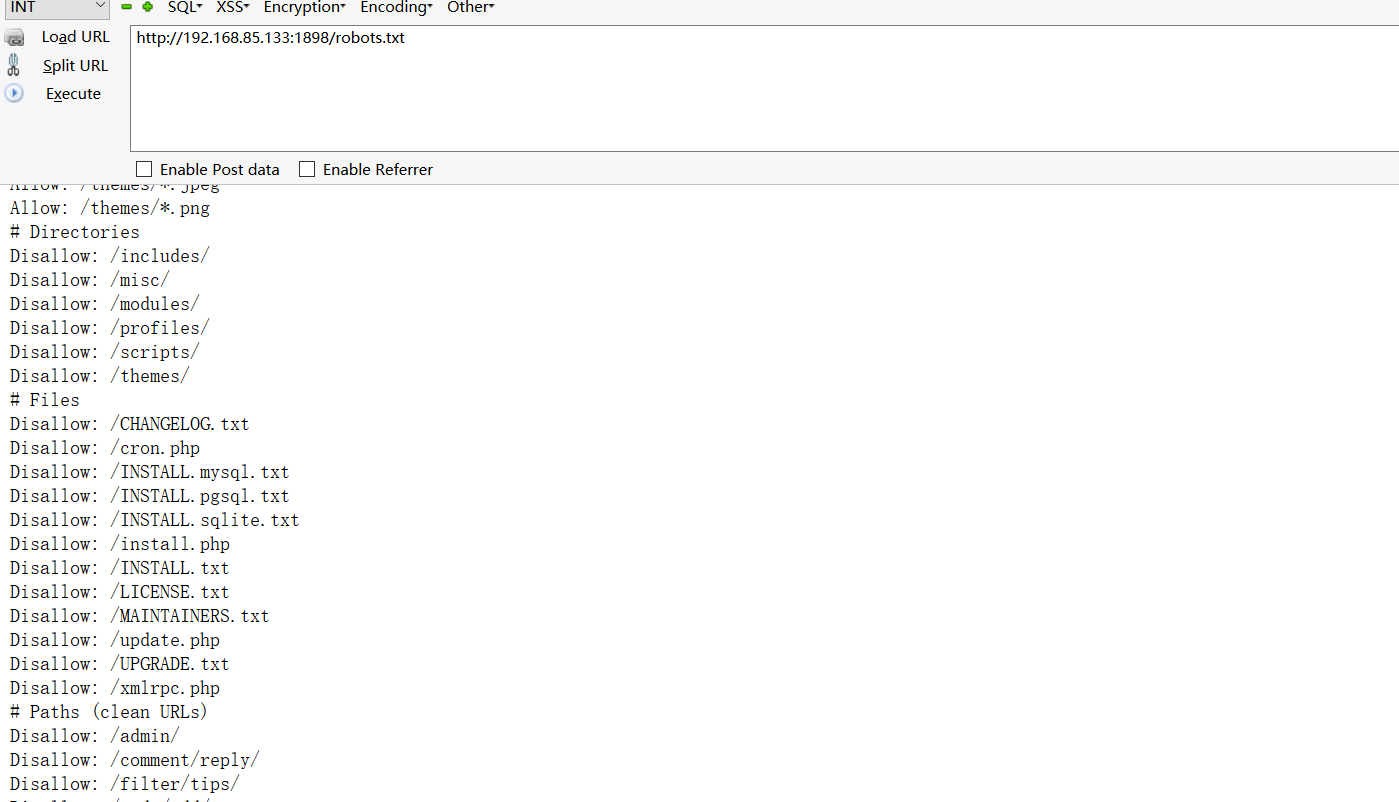 INT SQL XSS Encryption Encoding Other
Load URL http://192.168.85.133:1898/robots.txt
Split URL
Execute
Enable Post data Enable Referrer
Allow: /themes/*.jpeg
Allow: /themes/*.png
# Directories
Disallow: /includes/
Disallow: /misc/
Disallow: /modules/
Disallow: /profiles/
Disallow: /scripts/
Disallow: /themes/
# Files
Disallow: /CHANGELOG.txt
Disallow: /cron.php
Disallow: /INSTALL.mysql.txt
Disallow: /INSTALL.pgsql.txt
Disallow: /INSTALL.sqlite.txt
Disallow: /install.php
Disallow: /INSTALL.txt
Disallow: /LICENSE.txt
Disallow: /MAINTAINERS.txt
Disallow: /update.php
Disallow: /UPGRADE.txt
Disallow: /xmlrpc.php
# Paths (clean URLs)
Disallow: /admin/
Disallow: /comment/reply/
Disallow: /filter/tips/